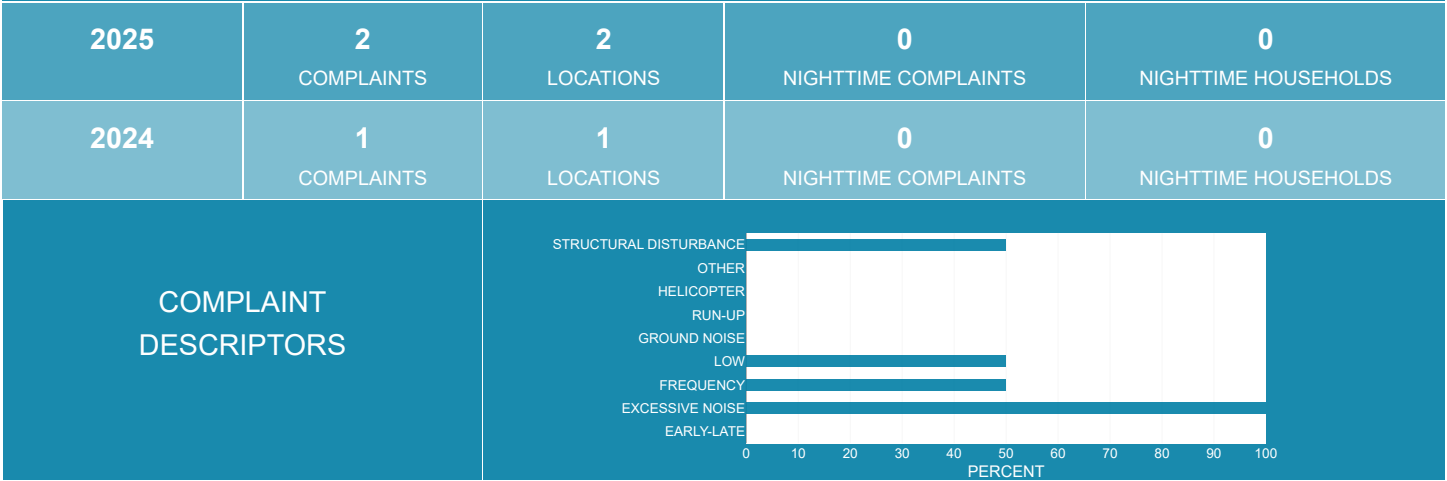 2025
2
COMPLAINTS
2
LOCATIONS
0
NIGHTTIME COMPLAINTS
0
NIGHTTIME HOUSEHOLDS
2024
1
COMPLAINTS
1
LOCATIONS
0
NIGHTTIME COMPLAINTS
0
NIGHTTIME HOUSEHOLDS
COMPLAINT
DESCRIPTORS
STRUCTURAL DISTURBANCE
OTHER
HELICOPTER
RUN-UP
GROUND NOISE
LOW
FREQUENCY
EXCESSIVE NOISE
EARLY-LATE
0 10 20 30 40 50 60 70 80 90 100
PERCENT